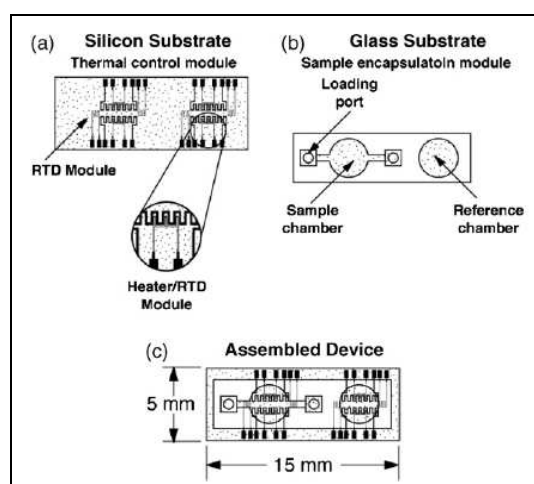 (a) Silicon Substrate
Thermal control module
RTD Module
Heater/RTD
Module
(b) Glass Substrate
Sample encapsulatoin module
Loading
port
Sample
chamber
Reference
chamber
(c) Assembled Device
5 mm
15 mm